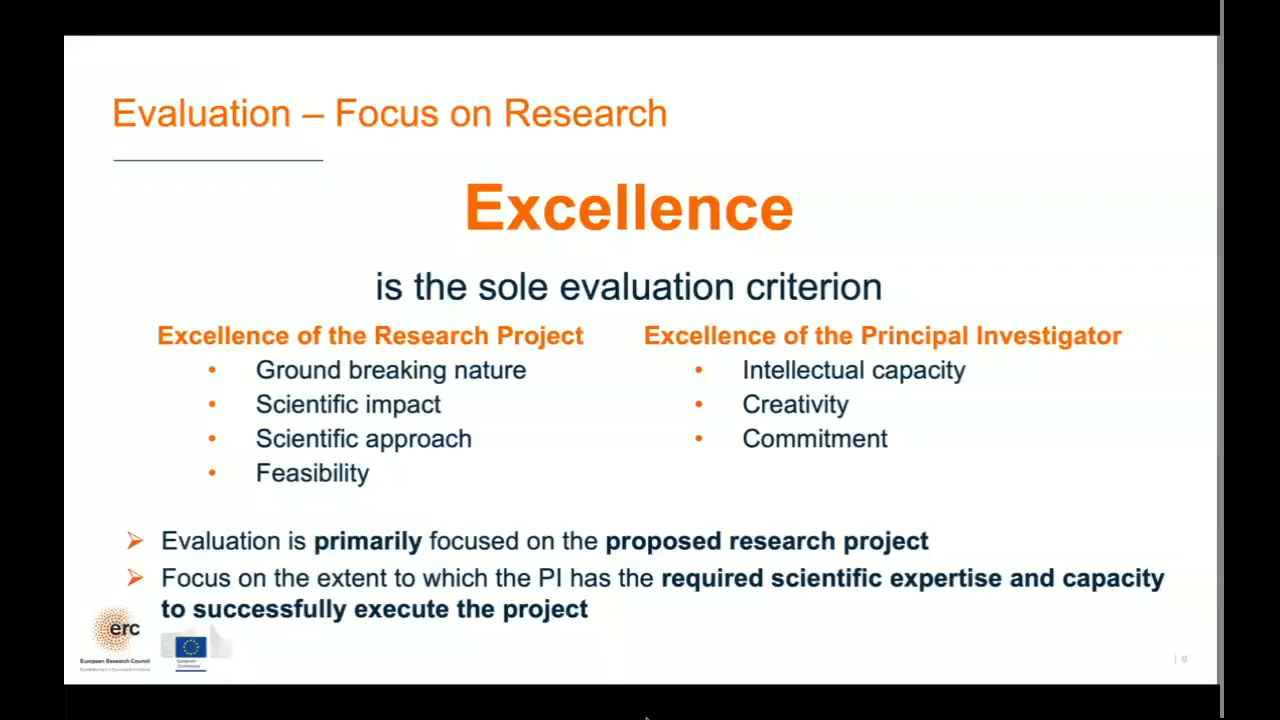 Evaluation – Focus on Research
Excellence
is the sole evaluation criterion
Excellence of the Research Project
• Ground breaking nature
• Scientific impact
• Scientific approach
• Feasibility
Excellence of the Principal Investigator
• Intellectual capacity
• Creativity
• Commitment
➢ Evaluation is primarily focused on the proposed research project
➢ Focus on the extent to which the PI has the required scientific expertise and capacity
to successfully execute the project
erc
European Research Council
European
Commission
| 9